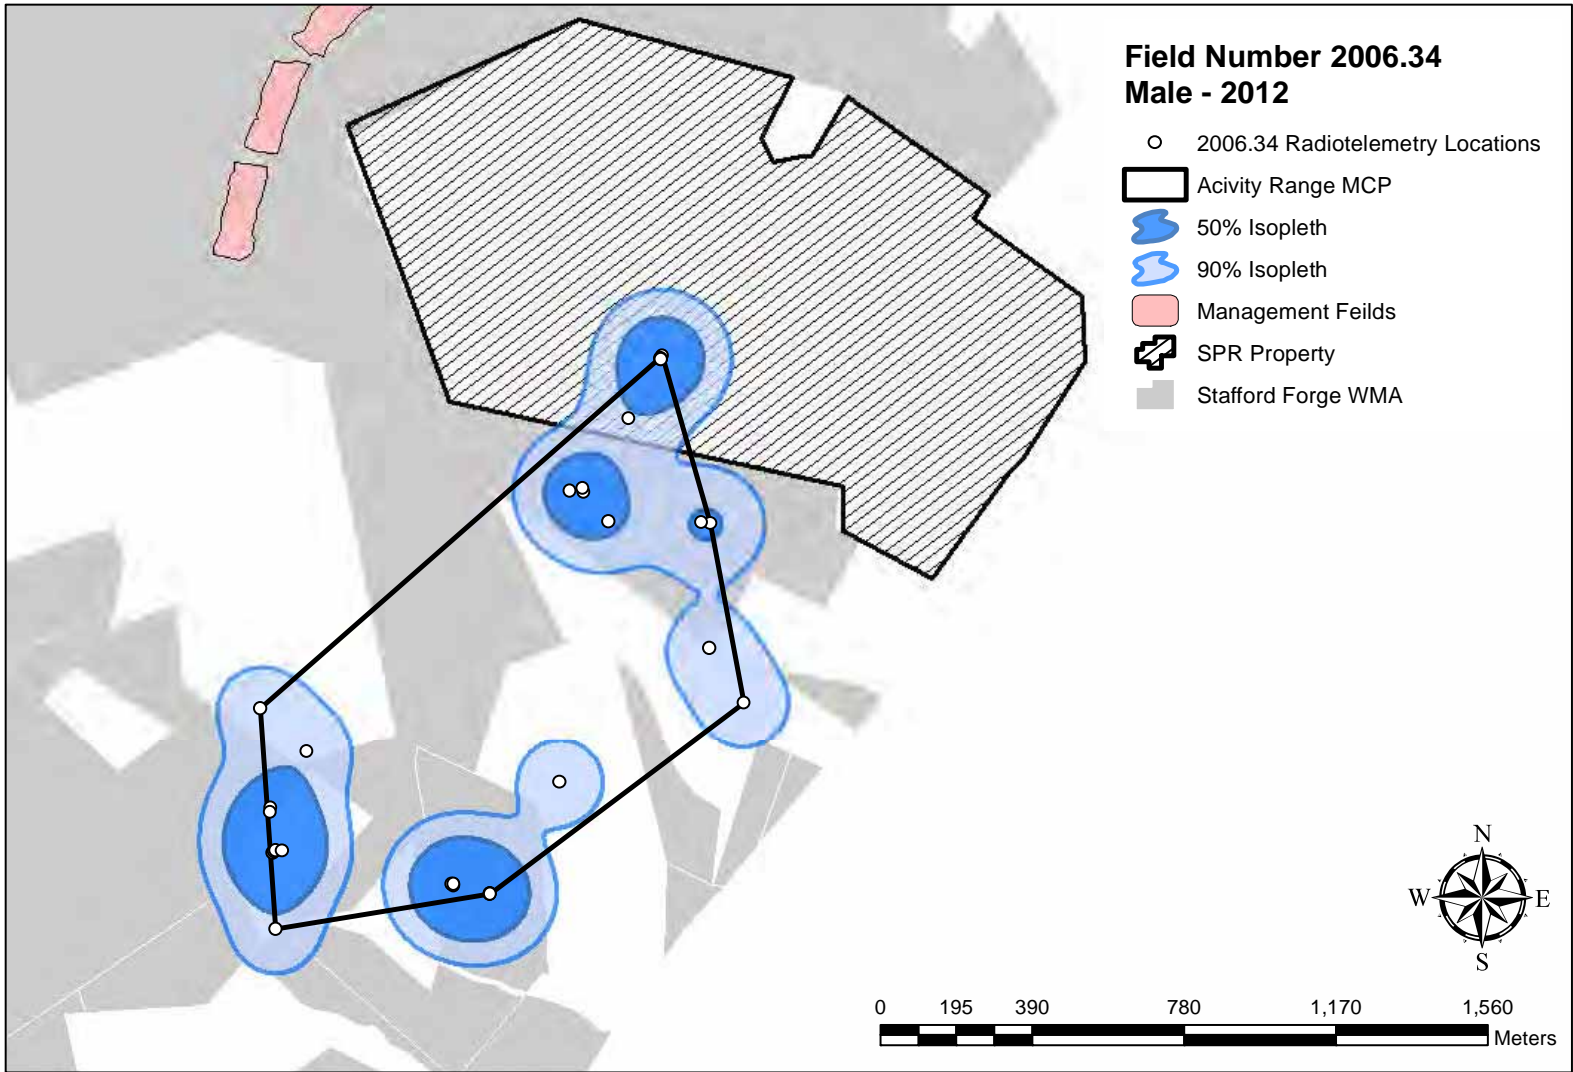 Field Number 2006.34
Male - 2012
2006.34 Radiotelemetry Locations
Acivity Range MCP
50% Isopleth
90% Isopleth
Management Feilds
SPR Property
Stafford Forge WMA
N
W E
S
0 195 390 780 1,170 1,560
Meters